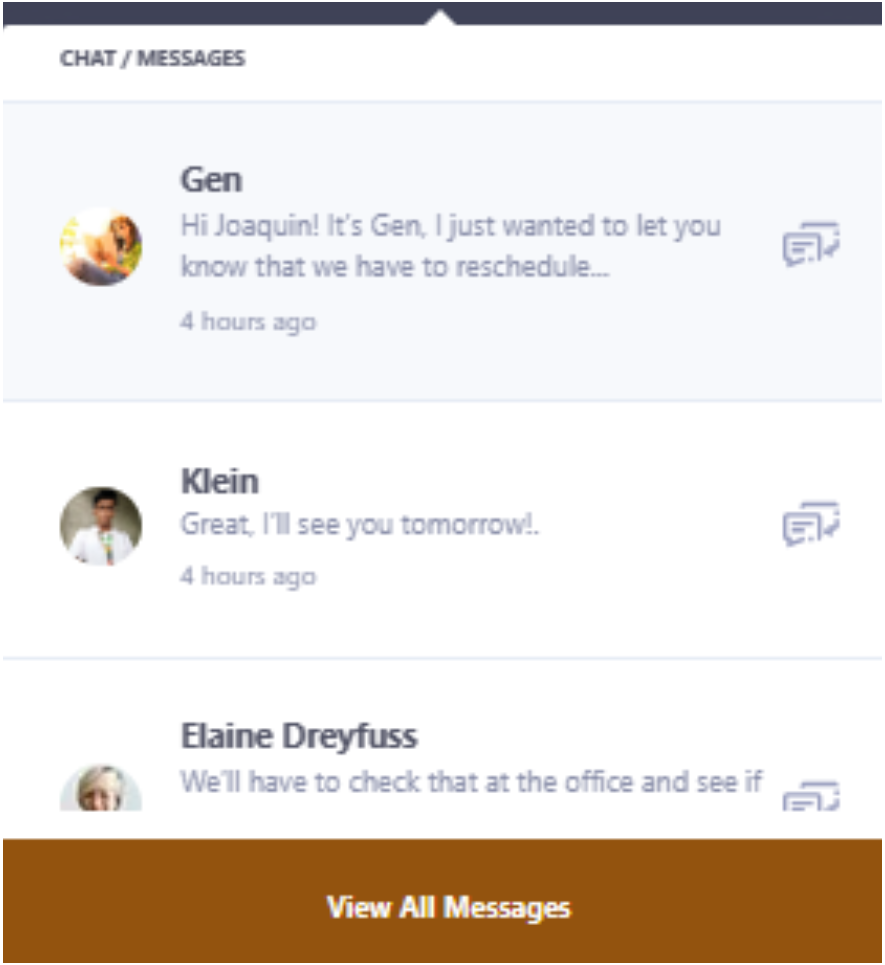 CHAT / MESSAGES
Gen
Hi Joaquin! It's Gen, I just wanted to let you
know that we have to reschedule...
4 hours ago
Klein
Great, I'll see you tomorrow!.
4 hours ago
Elaine Dreyfuss
We'll have to check that at the office and see if
View All Messages